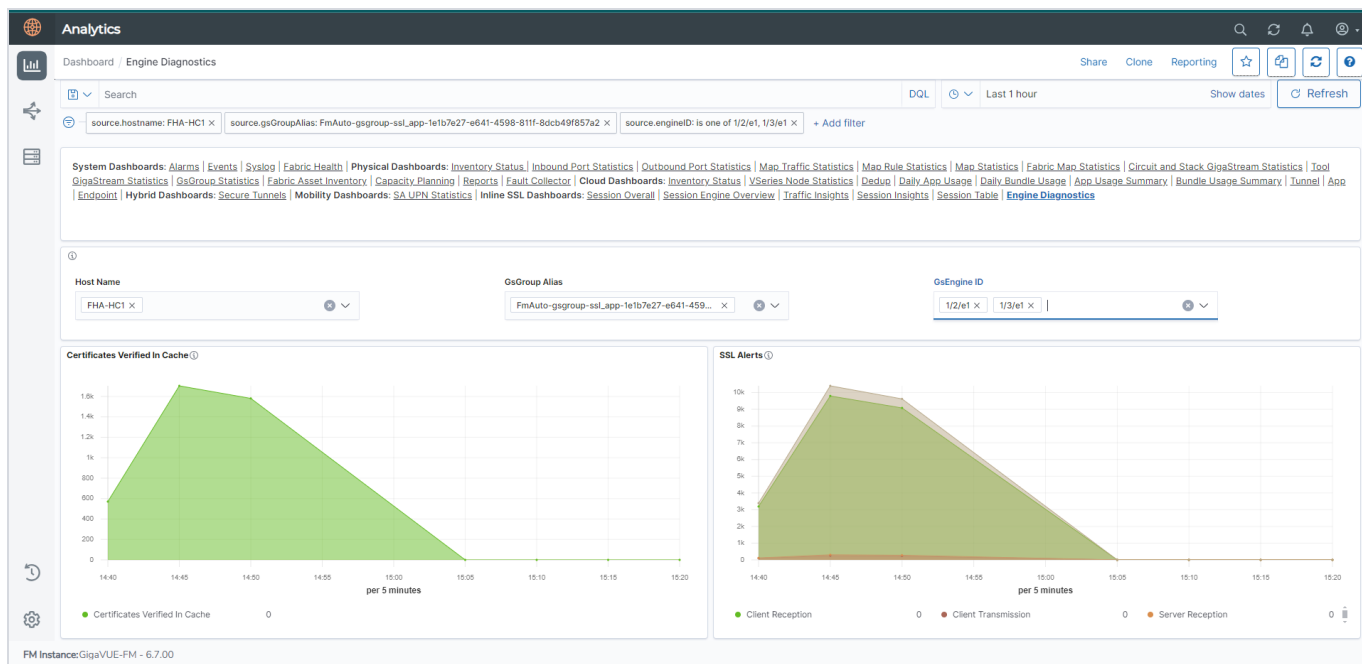 Analytics
Dashboard / Engine Diagnostics
Share Clone Reporting
Search
DQL
Last 1 hour
Show dates
Refresh
source.hostname: FHA-HC1 ×
source.gsGroupAlias: FmAuto-gsgroup-ssl_app-1e1b7e27-e641-4598-811f-8dcb49f857a2 ×
source.engineID: is one of 1/2/e1, 1/3/e1 ×
+ Add filter
System Dashboards: Alarms | Events | Syslog | Fabric Health | Physical Dashboards: Inventory Status | Inbound Port Statistics | Outbound Port Statistics | Map Traffic Statistics | Map Rule Statistics | Map Statistics | Fabric Map Statistics | Circuit and Stack GigaStream Statistics | Tool
GigaStream Statistics | GsGroup Statistics | Fabric Asset Inventory | Capacity Planning | Reports | Fault Collector | Cloud Dashboards: Inventory Status | VSeries Node Statistics | Dedup | Daily App Usage | Daily Bundle Usage | App Usage Summary | Bundle Usage Summary | Tunnel | App
| Endpoint | Hybrid Dashboards: Secure Tunnels | Mobility Dashboards: SA UPN Statistics | Inline SSL Dashboards: Session Overall | Session Engine Overview | Traffic Insights | Session Insights | Session Table | Engine Diagnostics
Host Name
FHA-HC1 ×
GsGroup Alias
FmAuto-gsgroup-ssl_app-1e1b7e27-e641-459... ×
GsEngine ID
1/2/e1 × 1/3/e1 ×
Certificates Verified In Cache
1.6k
1.4k
1.2k
1k
800
600
400
200
0
14:40 14:45 14:50 14:55 15:00 15:05 15:10 15:15 15:20
per 5 minutes
Certificates Verified In Cache 0
SSL Alerts
10k
9k
8k
7k
6k
5k
4k
3k
2k
1k
0
14:40 14:45 14:50 14:55 15:00 15:05 15:10 15:15 15:20
per 5 minutes
Client Reception 0 Client Transmission 0 Server Reception 0
FM Instance:GigaVUE-FM - 6.7.00